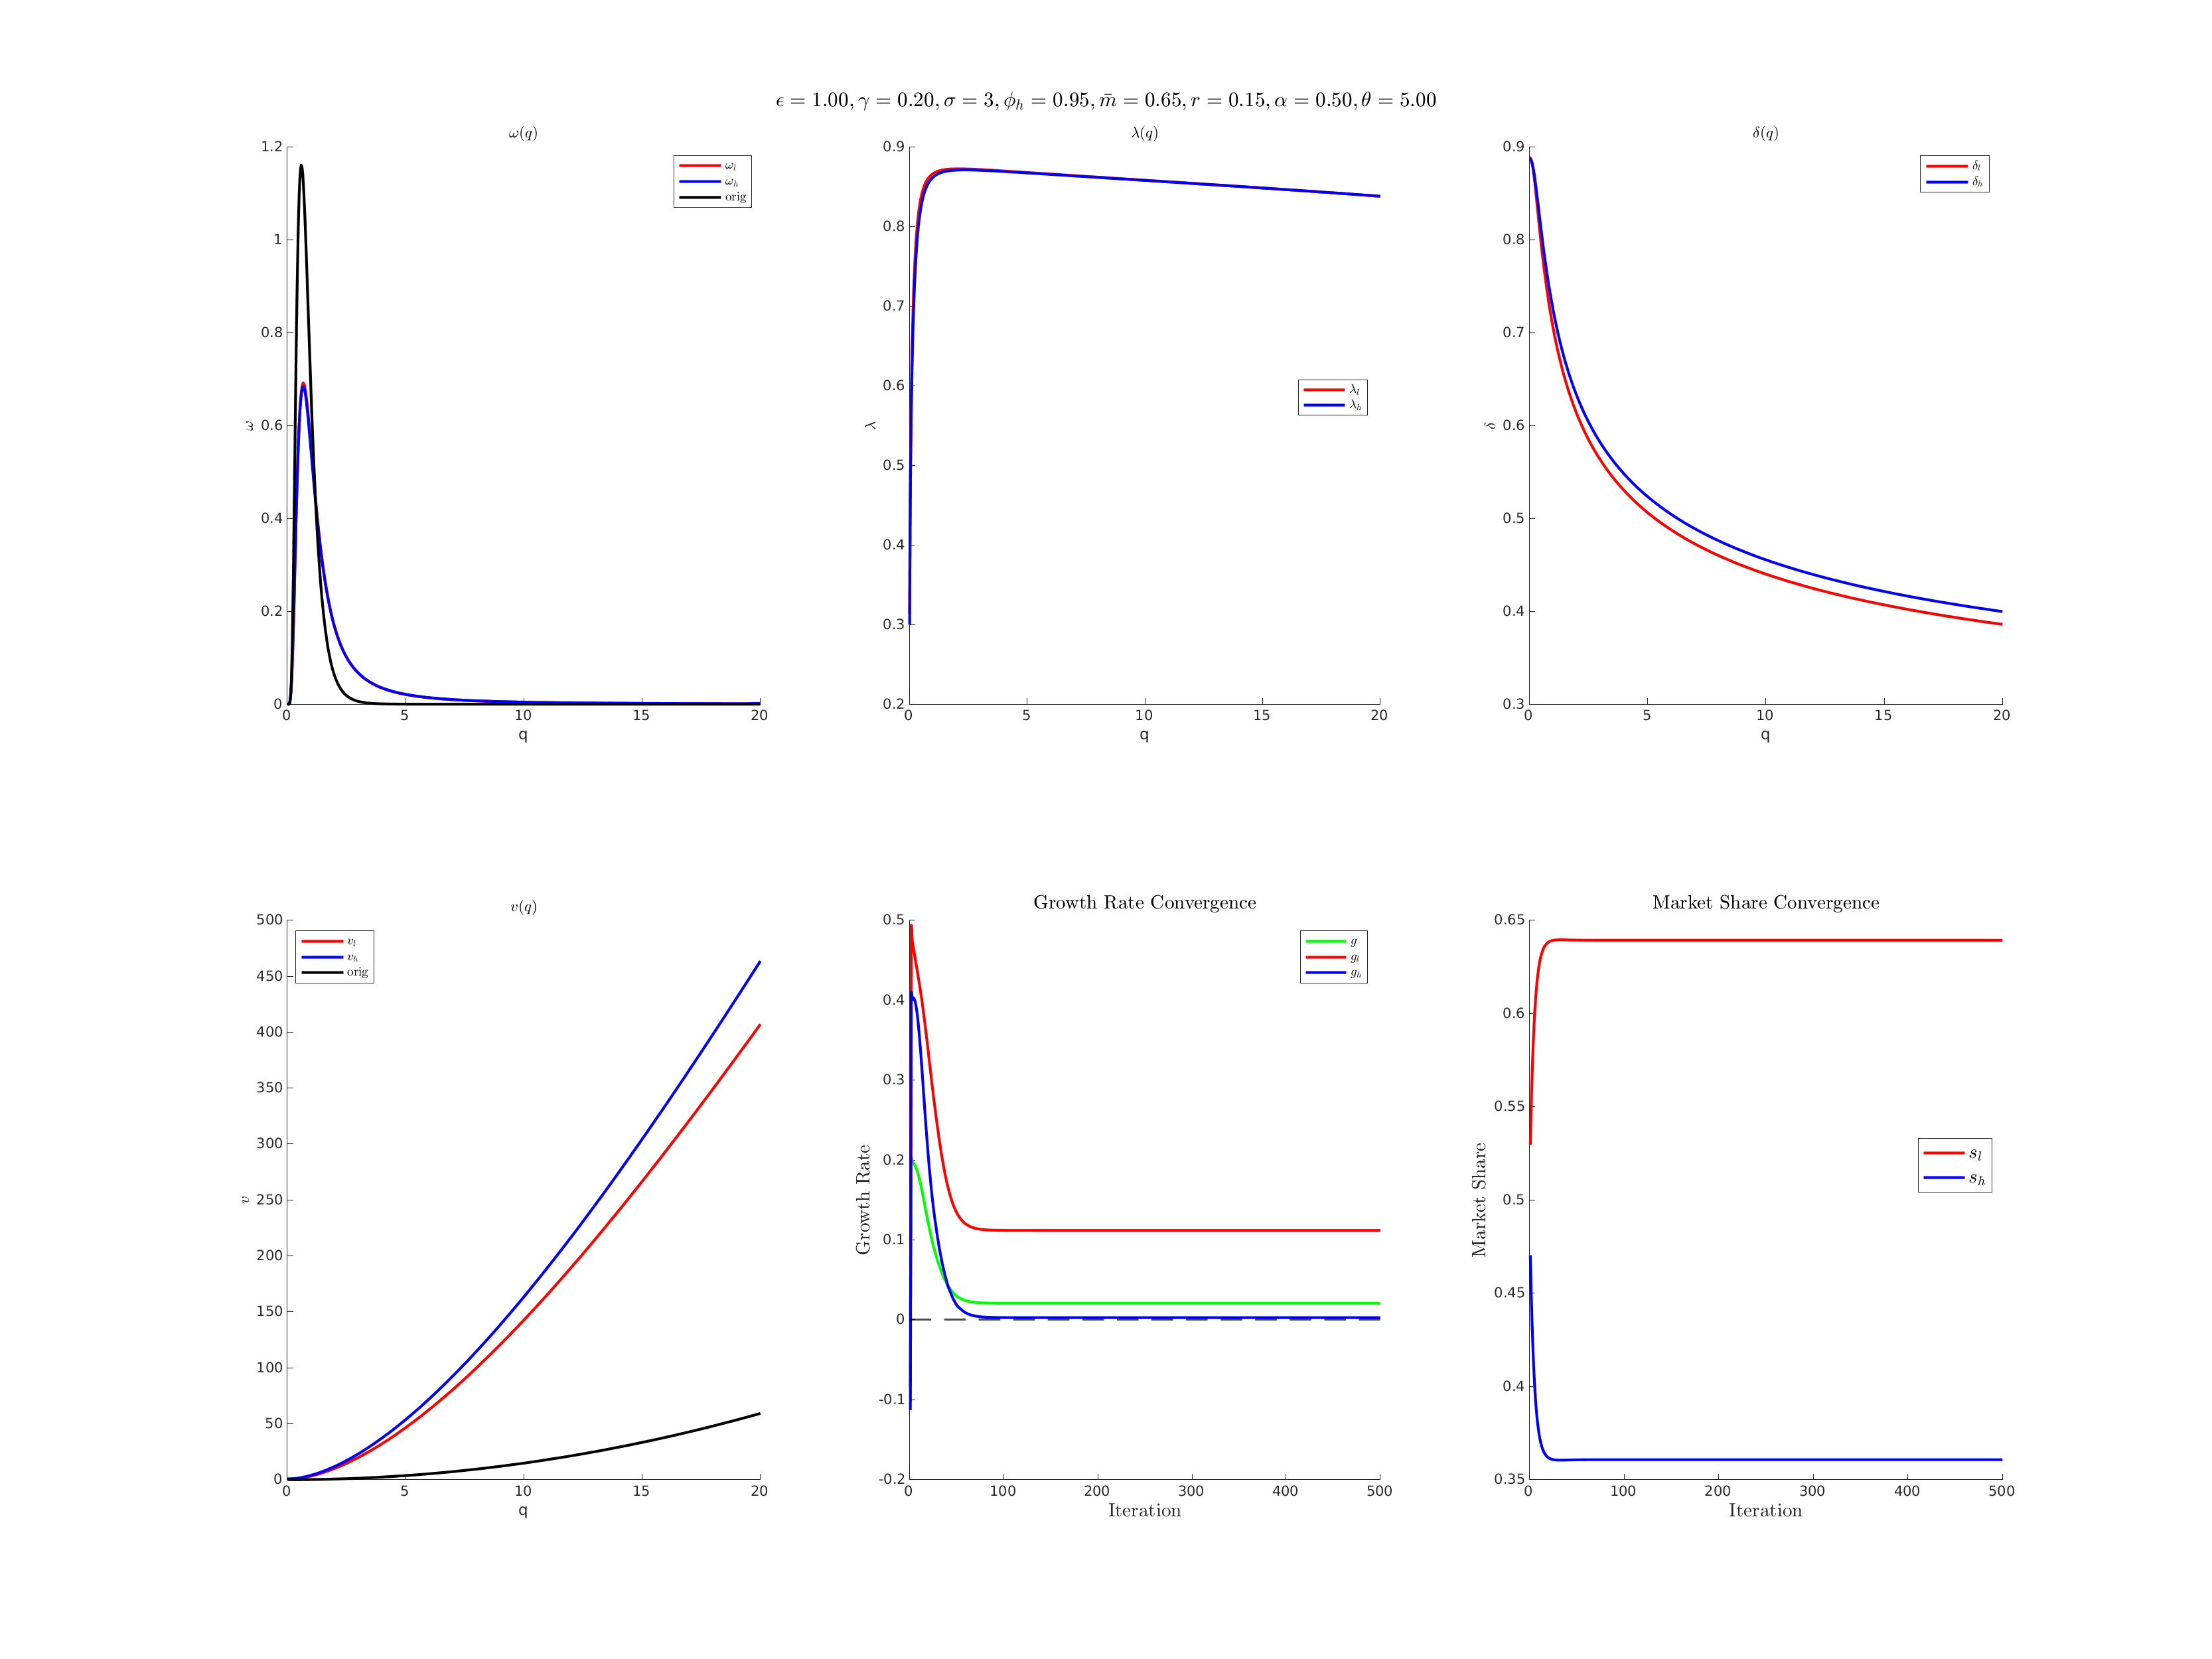 ϵ = 1.00, γ = 0.20, σ = 3, ϕ_h = 0.95, m̄ = 0.65, r = 0.15, α = 0.50, θ = 5.00
ω(q)
1.2
1
0.8
0.6
0.4
0.2
0
0 5 10 15 20
q
ω
ω_l
ω_h
orig
λ(q)
0.9
0.8
0.7
0.6
0.5
0.4
0.3
0.2
0 5 10 15 20
q
λ
λ_l
λ_h
δ(q)
0.9
0.8
0.7
0.6
0.5
0.4
0.3
0 5 10 15 20
q
δ
δ_l
δ_h
v(q)
500
450
400
350
300
250
200
150
100
50
0
0 5 10 15 20
q
v
v_l
v_h
orig
Growth Rate Convergence
0.5
0.4
0.3
0.2
0.1
0
-0.1
-0.2
0 100 200 300 400 500
Iteration
Growth Rate
g
g_l
g_h
Market Share Convergence
0.65
0.6
0.55
0.5
0.45
0.4
0.35
0 100 200 300 400 500
Iteration
Market Share
s_l
s_h